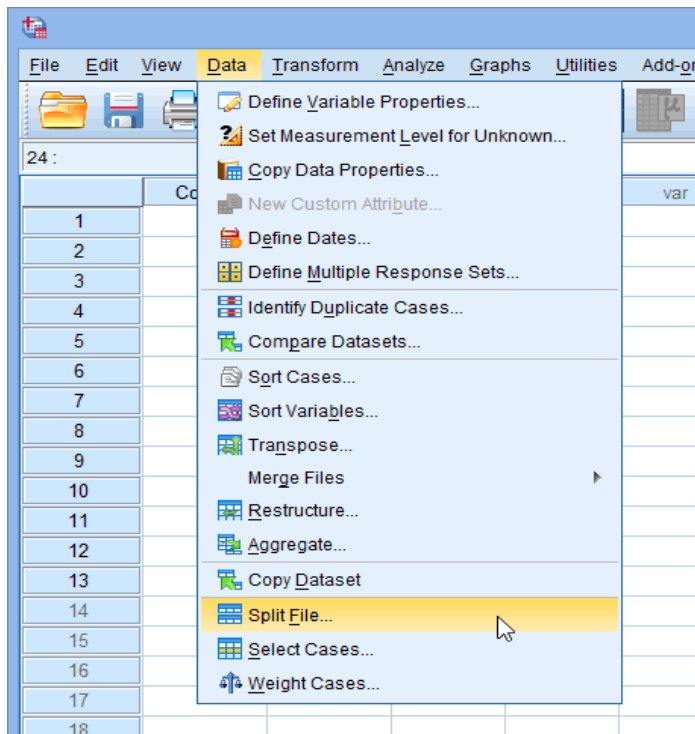 File Edit View Data Transform Analyze Graphs Utilities Add-o
Define Variable Properties...
Set Measurement Level for Unknown...
24 :
Copy Data Properties...
Co var
New Custom Attribute...
1
Define Dates...
2
Define Multiple Response Sets...
3
Identify Duplicate Cases...
4
Compare Datasets...
5
Sort Cases...
6
Sort Variables...
7
8
Transpose...
9
Merge Files
10
Restructure...
11
Aggregate...
12
Copy Dataset
13
Split File...
14
15
Select Cases...
16
Weight Cases...
17
18